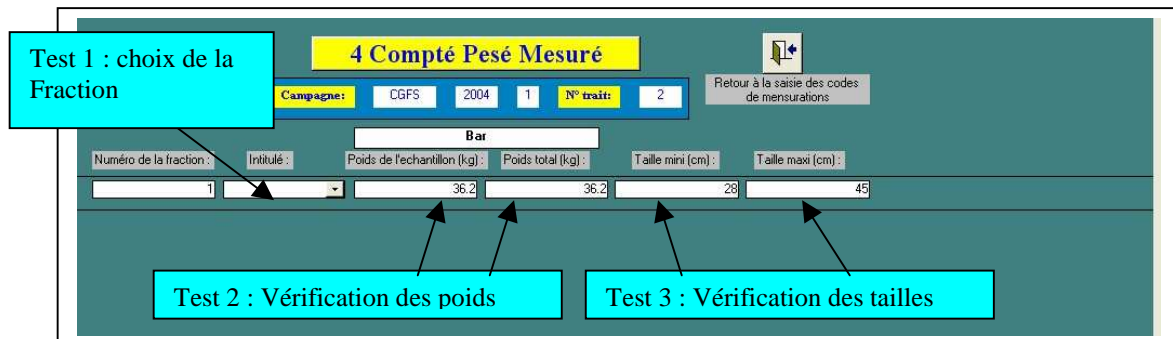 Test 1 : choix de la
Fraction
4 Compté Pesé Mesuré
Retour à la saisie des codes
de mensurations
Campagne: CGFS 2004 1 N° trait: 2
Bar
Numéro de la fraction : Intitulé : Poids de l'echantillon (kg) : Poids total (kg) : Taille mini (cm) : Taille maxi (cm) :
1 36.2 36.2 28 45
Test 2 : Vérification des poids
Test 3 : Vérification des tailles